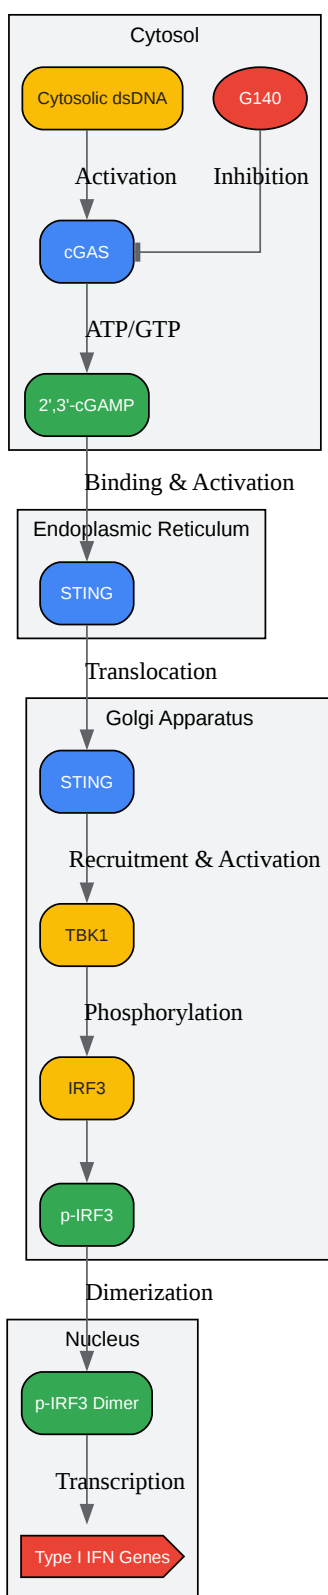 Cytosol
Cytosolic dsDNA
G140
Activation
Inhibition
cGAS
ATP/GTP
2',3'-cGAMP
Binding & Activation
Endoplasmic Reticulum
STING
Translocation
Golgi Apparatus
STING
Recruitment & Activation
TBK1
Phosphorylation
IRF3
p-IRF3
Dimerization
Nucleus
p-IRF3 Dimer
Transcription
Type I IFN Genes